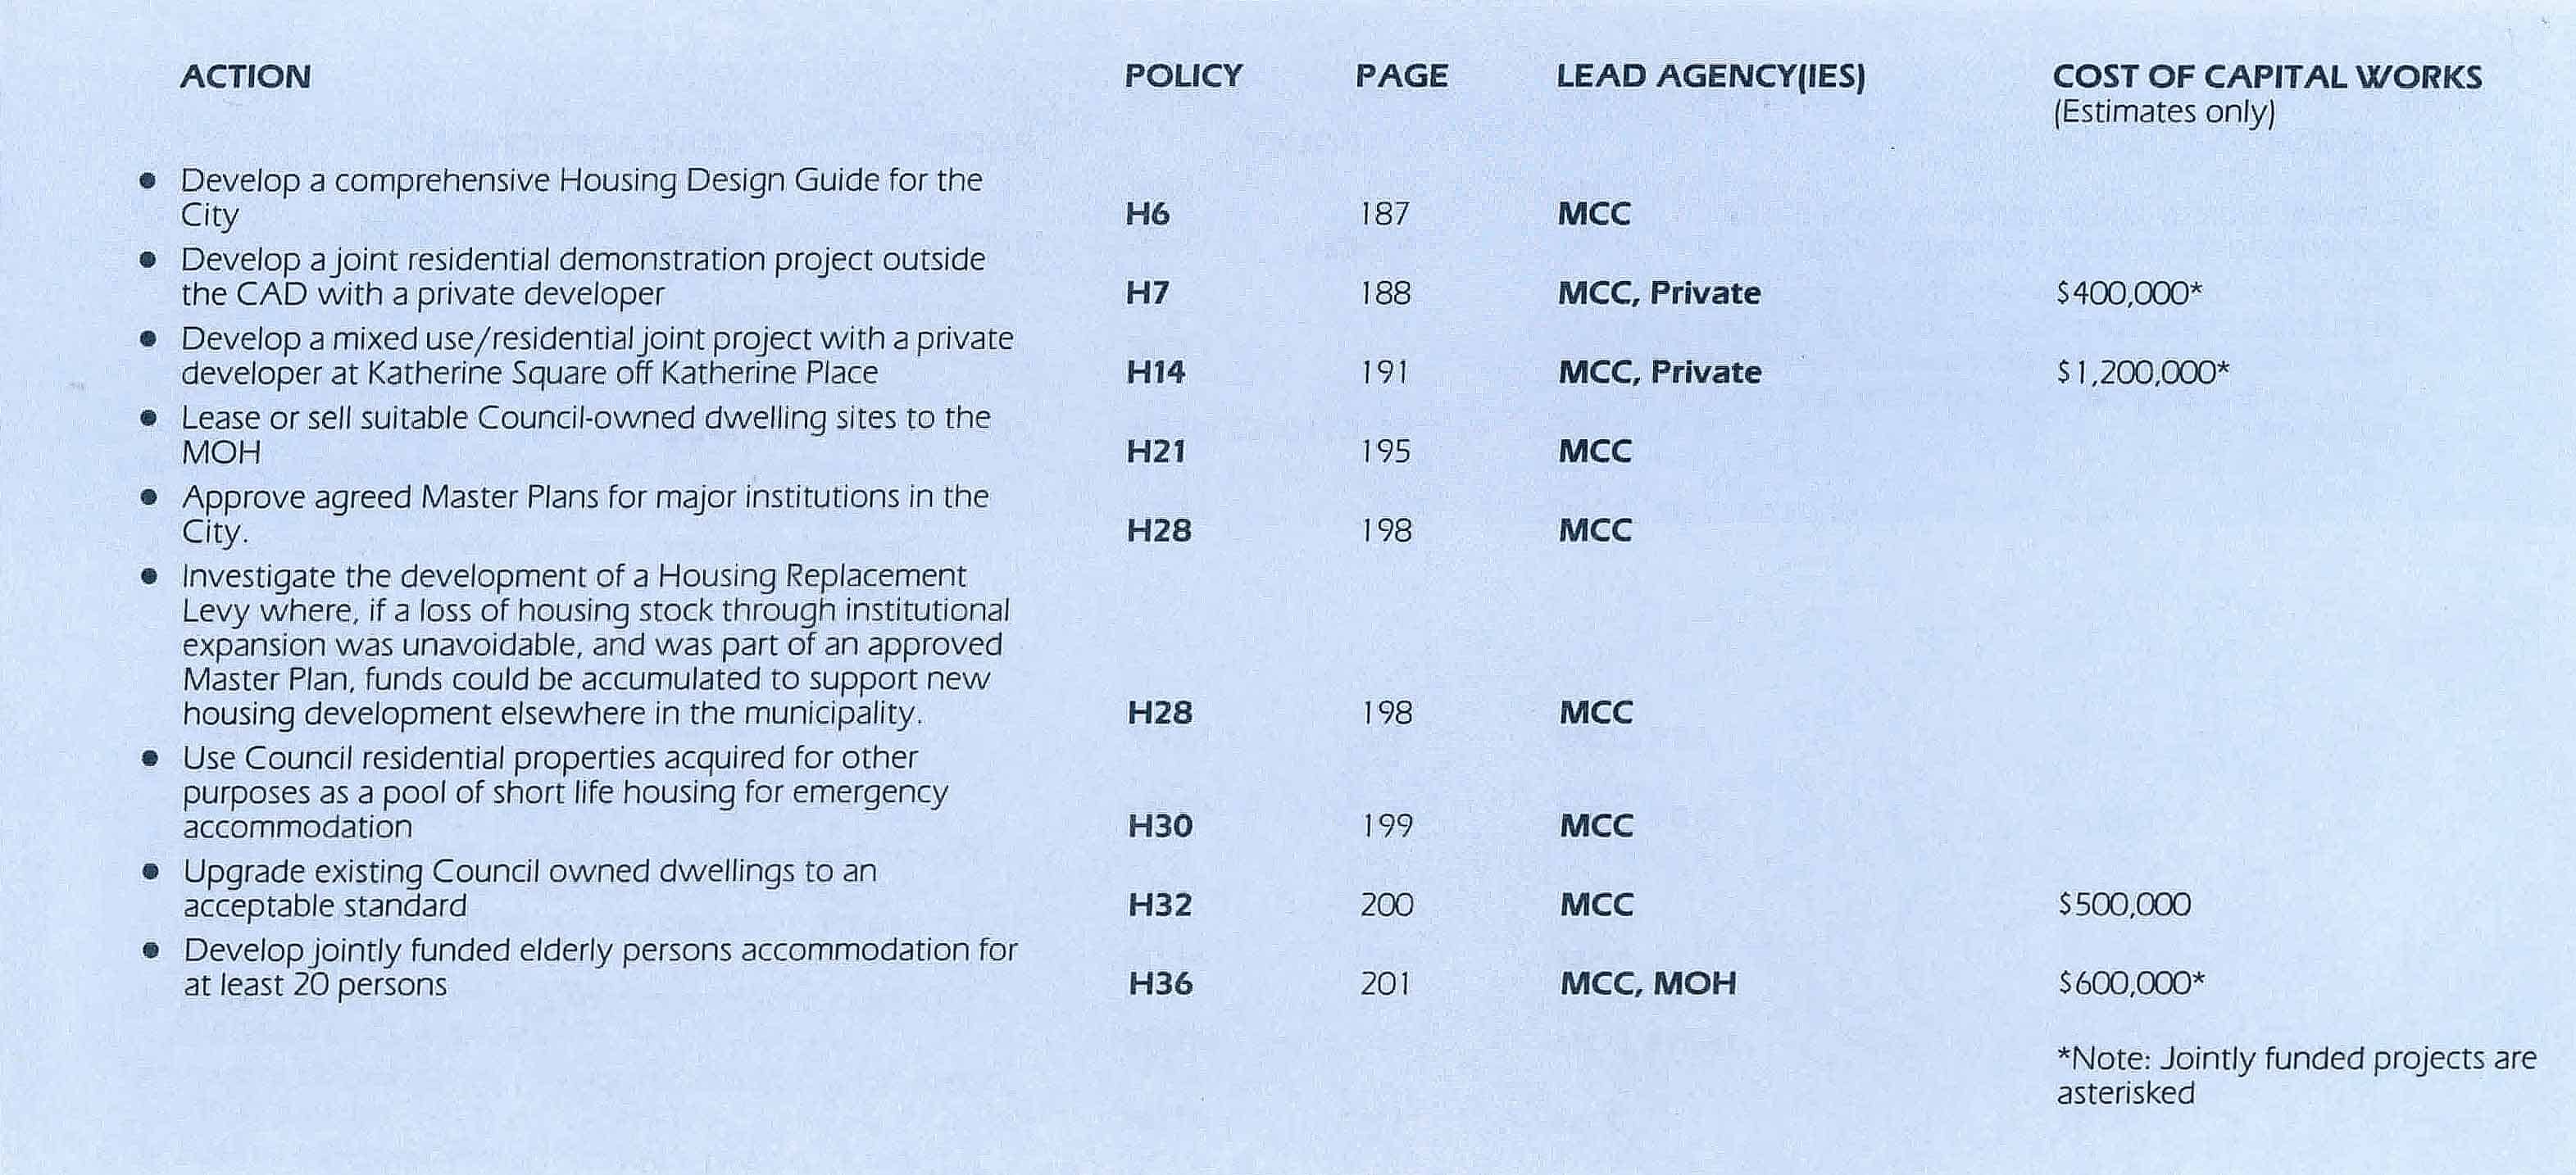 ACTION POLICY PAGE LEAD AGENCY(IES) COST OF CAPITAL WORKS
(Estimates only)
● Develop a comprehensive Housing Design Guide for the
City H6 187 MCC
● Develop a joint residential demonstration project outside
the CAD with a private developer H7 188 MCC, Private $400,000*
● Develop a mixed use/residential joint project with a private
developer at Katherine Square off Katherine Place H14 191 MCC, Private $1,200,000*
● Lease or sell suitable Council-owned dwelling sites to the
MOH H21 195 MCC
● Approve agreed Master Plans for major institutions in the
City. H28 198 MCC
● Investigate the development of a Housing Replacement
Levy where, if a loss of housing stock through institutional
expansion was unavoidable, and was part of an approved
Master Plan, funds could be accumulated to support new
housing development elsewhere in the municipality. H28 198 MCC
● Use Council residential properties acquired for other
purposes as a pool of short life housing for emergency
accommodation H30 199 MCC
● Upgrade existing Council owned dwellings to an
acceptable standard H32 200 MCC $500,000
● Develop jointly funded elderly persons accommodation for
at least 20 persons H36 201 MCC, MOH $600,000*
*Note: Jointly funded projects are
asterisked